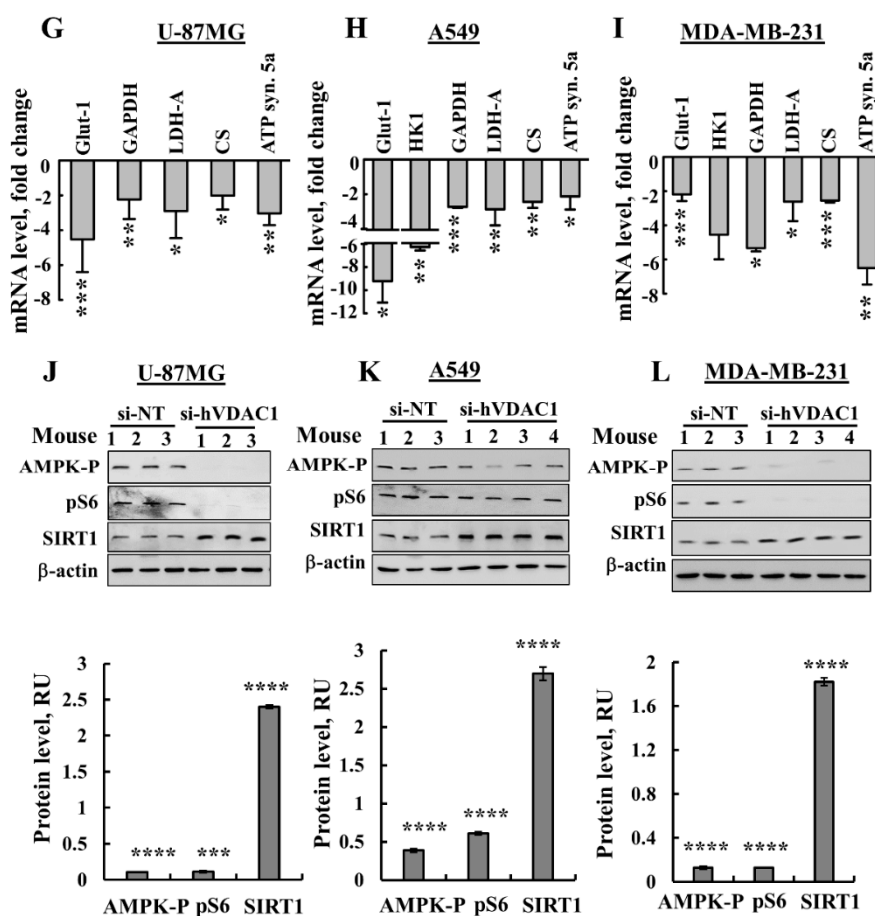 G U-87MG
mRNA level, fold change
Glut-1
GAPDH
LDH-A
CS
ATP syn. 5a
0
-2
-4
-6
-8
***
**
*
*
**
H A549
mRNA level, fold change
Glut-1
HK1
GAPDH
LDH-A
CS
ATP syn. 5a
0
-2
-4
-6
-8
-10
-12
*
**
***
**
**
*
I MDA-MB-231
mRNA level, fold change
Glut-1
HK1
GAPDH
LDH-A
CS
ATP syn. 5a
0
-2
-4
-6
-8
***
*
*
***
**
J U-87MG
si-NT si-hVDAC1
Mouse 1 2 3 1 2 3
AMPK-P
pS6
SIRT1
β-actin
Protein level, RU
3
2.5
2
1.5
1
0.5
0
**** *** ****
AMPK-P pS6 SIRT1
K A549
si-NT si-hVDAC1
Mouse 1 2 3 1 2 3 4
AMPK-P
pS6
SIRT1
β-actin
Protein level, RU
3
2.5
2
1.5
1
0.5
0
**** **** ****
AMPK-P pS6 SIRT1
L MDA-MB-231
si-NT si-hVDAC1
Mouse 1 2 3 1 2 3 4
AMPK-P
pS6
SIRT1
β-actin
Protein level, RU
2
1.6
1.2
0.8
0.4
0
**** **** ****
AMPK-P pS6 SIRT1